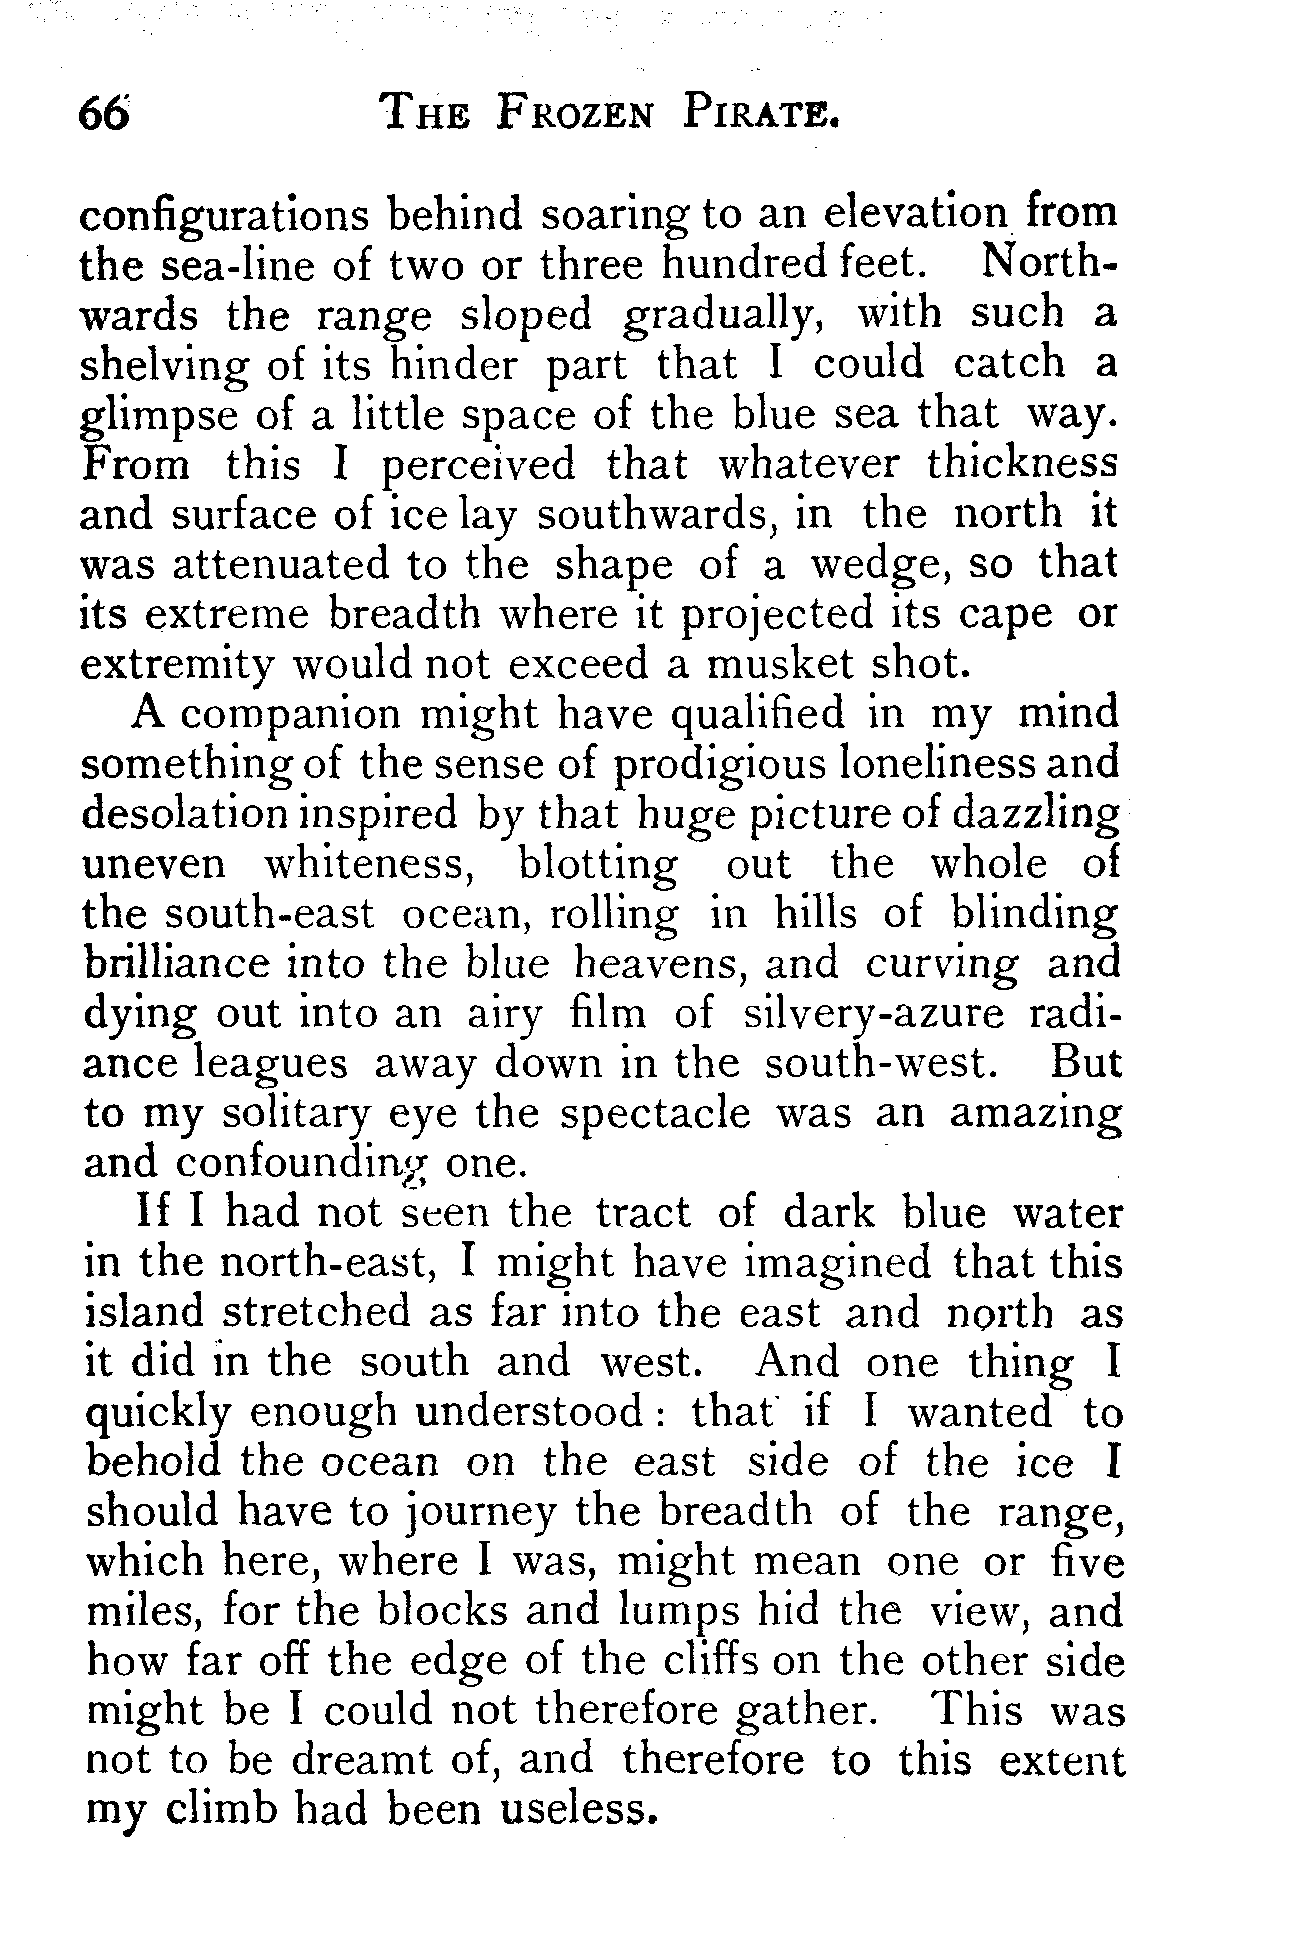 66 THE FROZEN PIRATE.
configurations behind soaring to an elevation from
the sea-line of two or three hundred feet. North-
wards the range sloped gradually, with such a
shelving of its hinder part that I could catch a
glimpse of a little space of the blue sea that way.
From this I perceived that whatever thickness
and surface of ice lay southwards, in the north it
was attenuated to the shape of a wedge, so that
its extreme breadth where it projected its cape or
extremity would not exceed a musket shot.
A companion might have qualified in my mind
something of the sense of prodigious loneliness and
desolation inspired by that huge picture of dazzling
uneven whiteness, blotting out the whole of
the south-east ocean, rolling in hills of blinding
brilliance into the blue heavens, and curving and
dying out into an airy film of silvery-azure radi-
ance leagues away down in the south-west. But
to my solitary eye the spectacle was an amazing
and confounding one.
If I had not seen the tract of dark blue water
in the north-east, I might have imagined that this
island stretched as far into the east and north as
it did in the south and west. And one thing I
quickly enough understood : that if I wanted to
behold the ocean on the east side of the ice I
should have to journey the breadth of the range,
which here, where I was, might mean one or five
miles, for the blocks and lumps hid the view, and
how far off the edge of the cliffs on the other side
might be I could not therefore gather. This was
not to be dreamt of, and therefore to this extent
my climb had been useless.